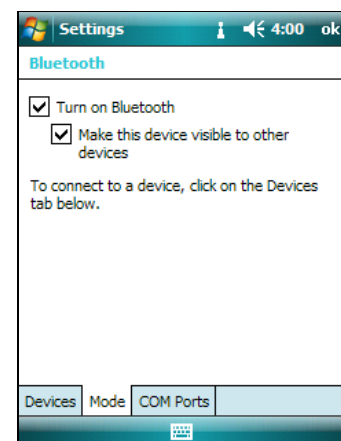 Settings 4:00 ok
Bluetooth
Turn on Bluetooth
Make this device visible to other
devices
To connect to a device, click on the Devices
tab below.
Devices Mode COM Ports